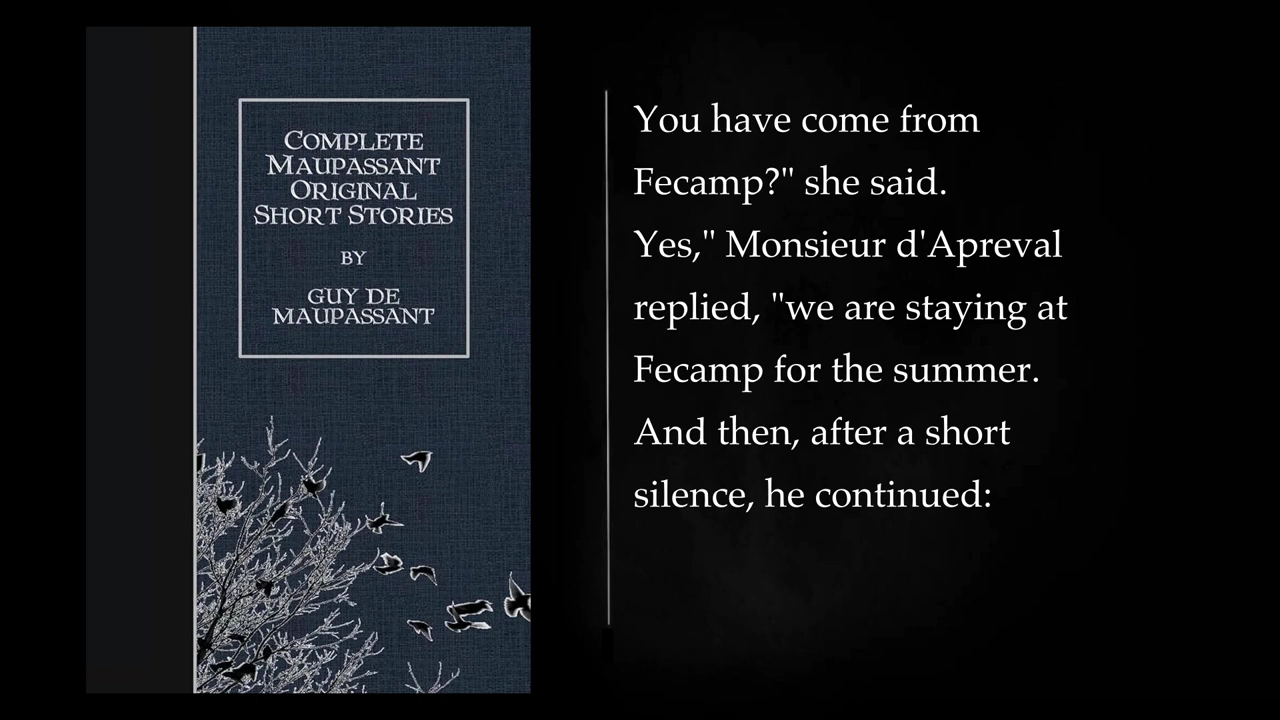 COMPLETE
MAUPASSANT
ORIGINAL
SHORT STORIES
BY
GUY DE
MAUPASSANT
You have come from
Fecamp?" she said.
Yes," Monsieur d'Apreval
replied, "we are staying at
Fecamp for the summer.
And then, after a short
silence, he continued: